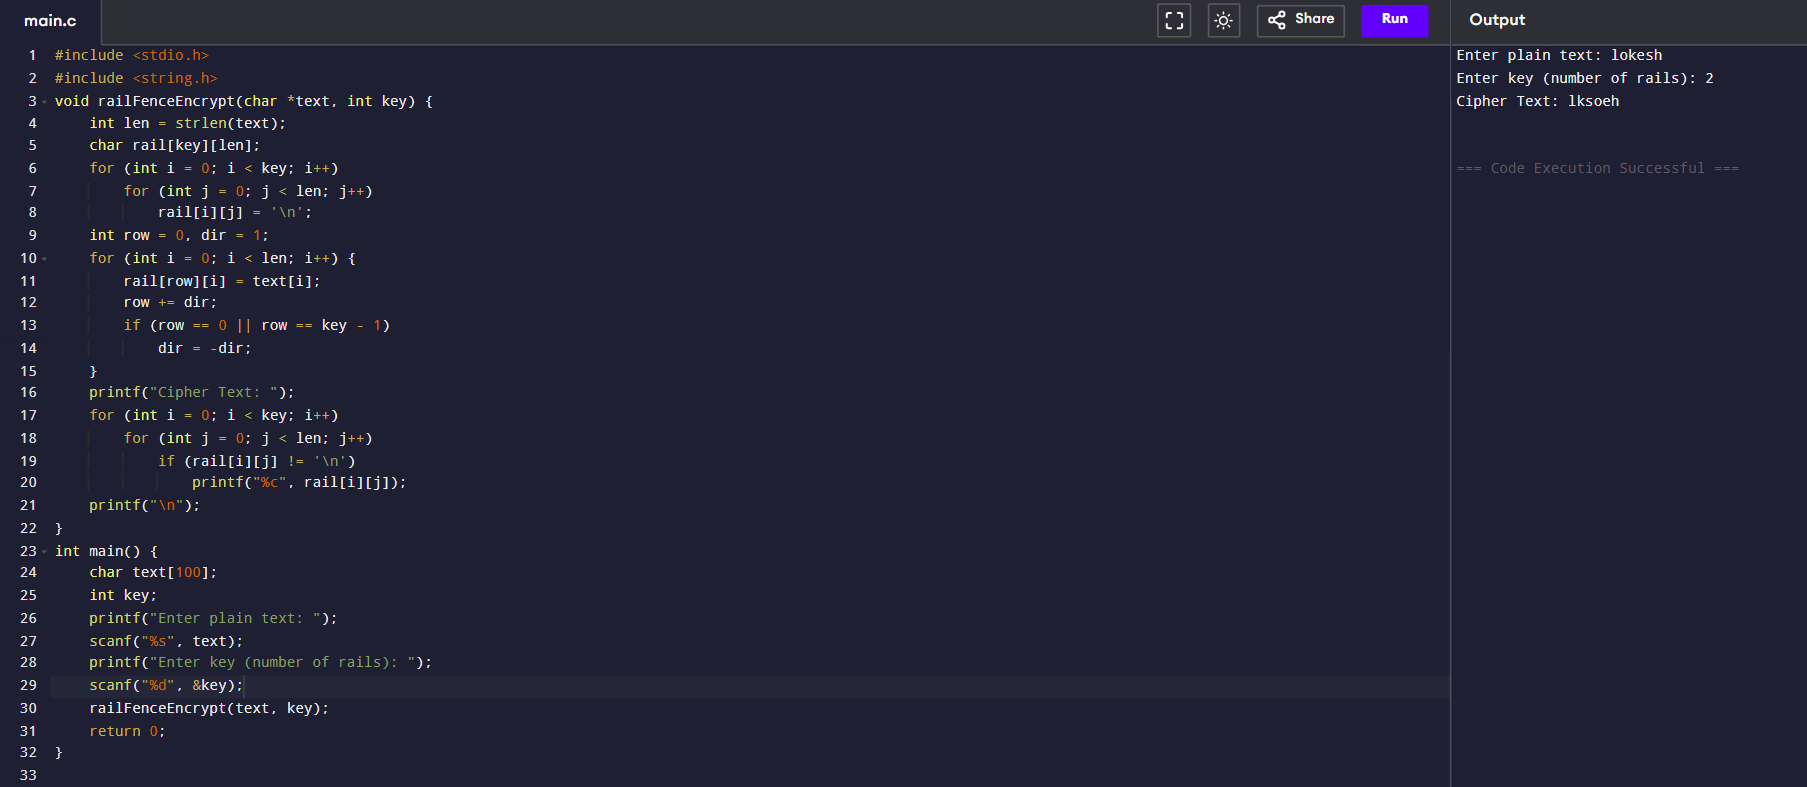 main.c
Share
Run
Output
1 #include <stdio.h>
2 #include <string.h>
3 void railFenceEncrypt(char *text, int key) {
4     int len = strlen(text);
5     char rail[key][len];
6     for (int i = 0; i < key; i++)
7         for (int j = 0; j < len; j++)
8             rail[i][j] = '\n';
9     int row = 0, dir = 1;
10     for (int i = 0; i < len; i++) {
11         rail[row][i] = text[i];
12         row += dir;
13         if (row == 0 || row == key - 1)
14             dir = -dir;
15     }
16     printf("Cipher Text: ");
17     for (int i = 0; i < key; i++)
18         for (int j = 0; j < len; j++)
19             if (rail[i][j] != '\n')
20                 printf("%c", rail[i][j]);
21     printf("\n");
22 }
23 int main() {
24     char text[100];
25     int key;
26     printf("Enter plain text: ");
27     scanf("%s", text);
28     printf("Enter key (number of rails): ");
29     scanf("%d", &key);
30     railFenceEncrypt(text, key);
31     return 0;
32 }
33
Enter plain text: lokesh
Enter key (number of rails): 2
Cipher Text: lksoeh
=== Code Execution Successful ===